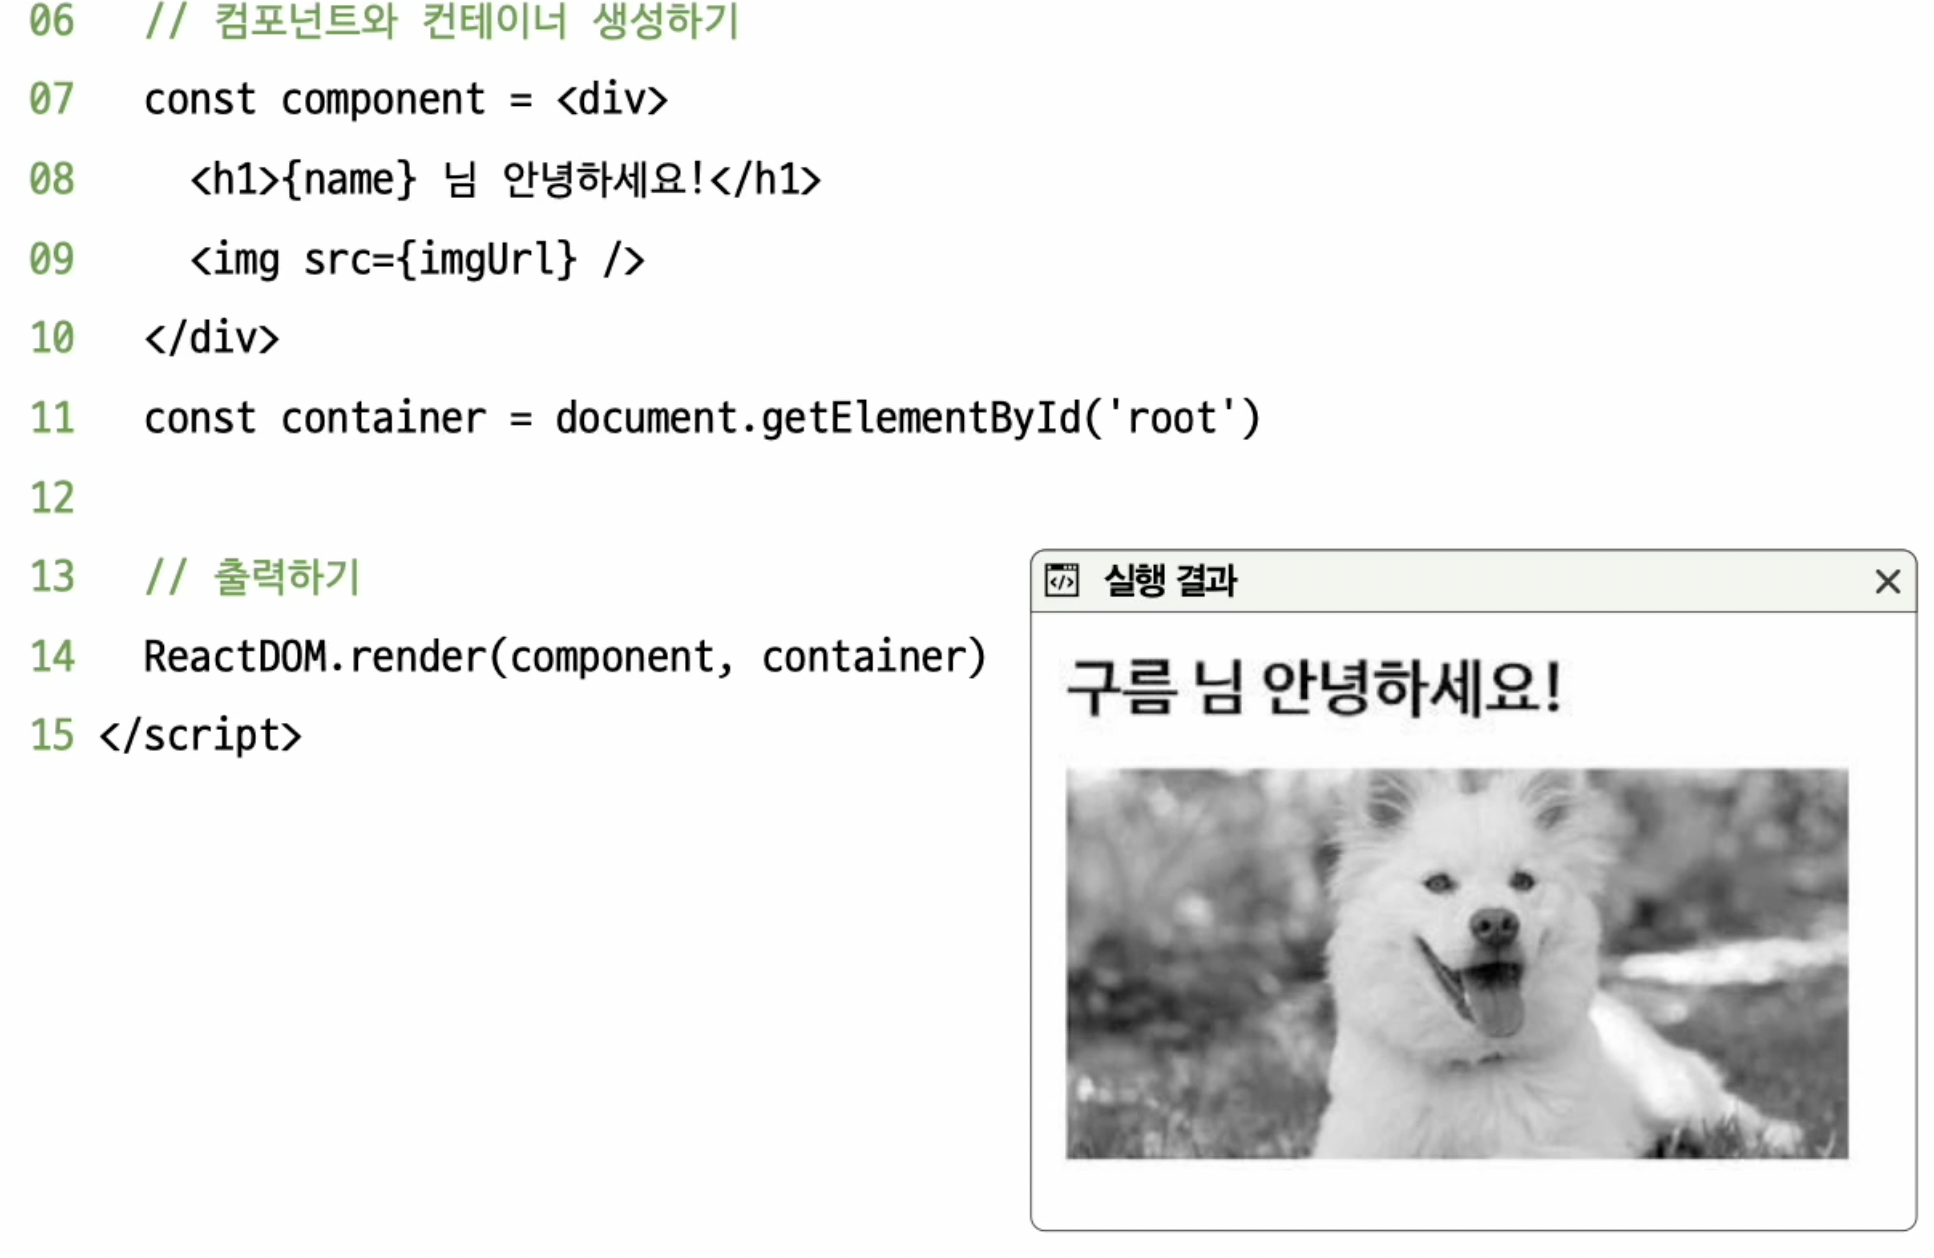 06 // 컴포넌트와 컨테이너 생성하기
07 const component = <div>
08 <h1>{name} 님 안녕하세요!</h1>
09 <img src={imgUrl} />
10 </div>
11 const container = document.getElementById('root')
12
13 // 출력하기
14 ReactDOM.render(component, container)
15 </script>
</> 실행 결과 ×
구름 님 안녕하세요!